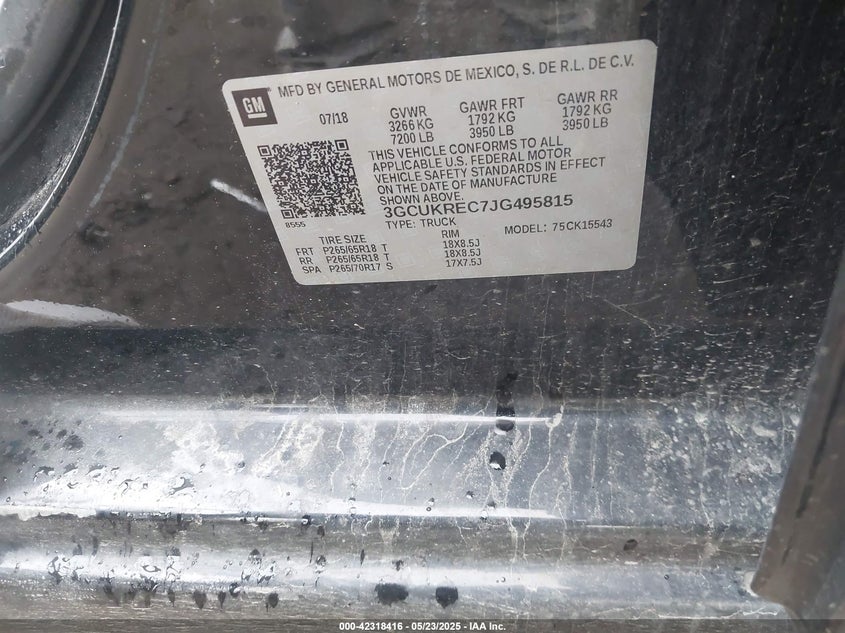 GM
MFD BY GENERAL MOTORS DE MEXICO, S. DE R.L. DE C.V.
07/18 GVWR GAWR FRT GAWR RR
3266 KG 1792 KG 1792 KG
7200 LB 3950 LB 3950 LB
THIS VEHICLE CONFORMS TO ALL
APPLICABLE U.S. FEDERAL MOTOR
VEHICLE SAFETY STANDARDS IN EFFECT
ON THE DATE OF MANUFACTURE
SHOWN ABOVE.
8555 3GCUKREC7JG495815
TYPE: TRUCK MODEL: 75CK15543
TIRE SIZE RIM
FRT P265/65R18 T 18X8.5J
RR P265/65R18 T 18X8.5J
SPA P265/70R17 S 17X7.5J
000-42318416 - 05/23/2025 - IAA Inc.